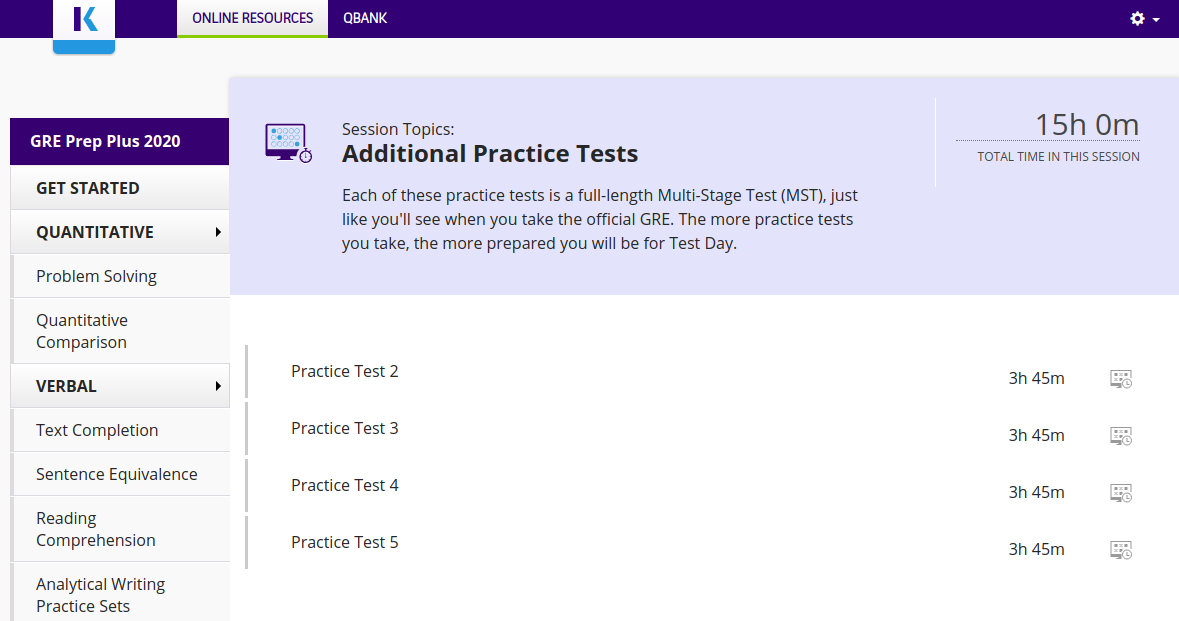 K
ONLINE RESOURCES
QBANK
GRE Prep Plus 2020
GET STARTED
QUANTITATIVE
Problem Solving
Quantitative
Comparison
VERBAL
Text Completion
Sentence Equivalence
Reading
Comprehension
Analytical Writing
Practice Sets
Session Topics:
Additional Practice Tests
Each of these practice tests is a full-length Multi-Stage Test (MST), just
like you'll see when you take the official GRE. The more practice tests
you take, the more prepared you will be for Test Day.
15h 0m
TOTAL TIME IN THIS SESSION
Practice Test 2
3h 45m
Practice Test 3
3h 45m
Practice Test 4
3h 45m
Practice Test 5
3h 45m